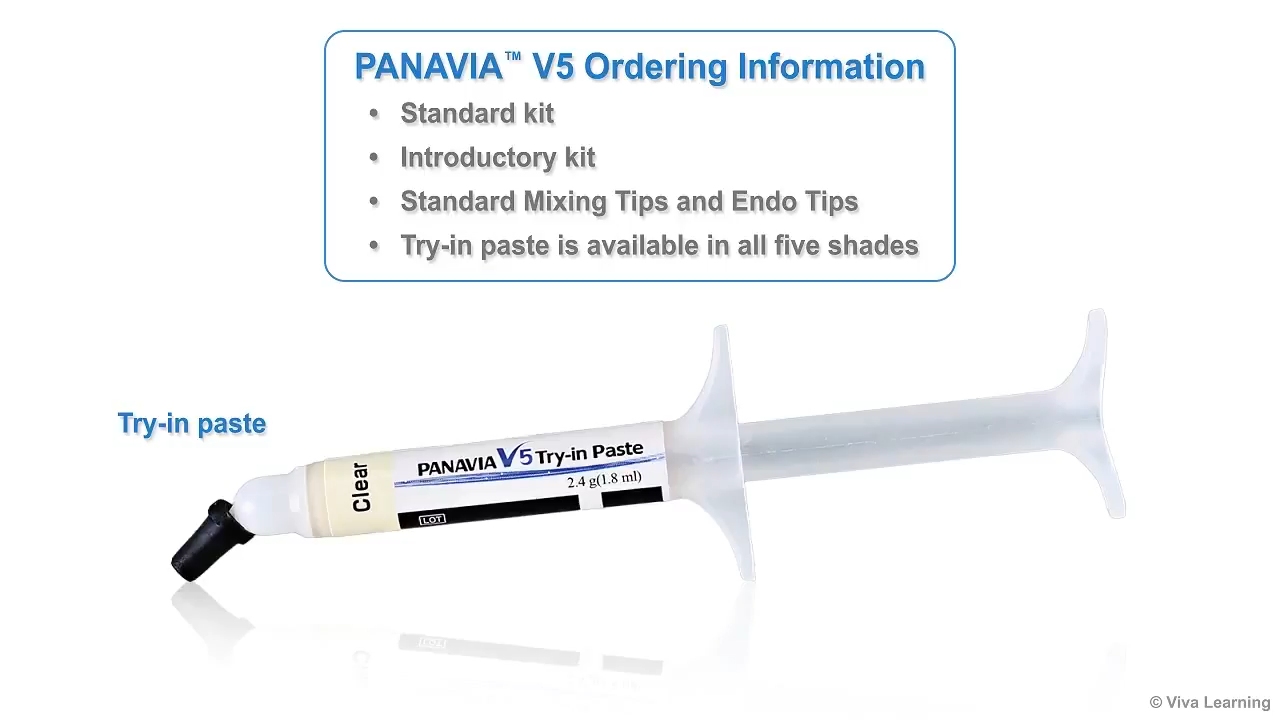 PANAVIA™ V5 Ordering Information
• Standard kit
• Introductory kit
• Standard Mixing Tips and Endo Tips
• Try-in paste is available in all five shades
Try-in paste
Clear
PANAVIA V5 Try-in Paste
2.4 g(1.8 ml)
LOT
© Viva Learning